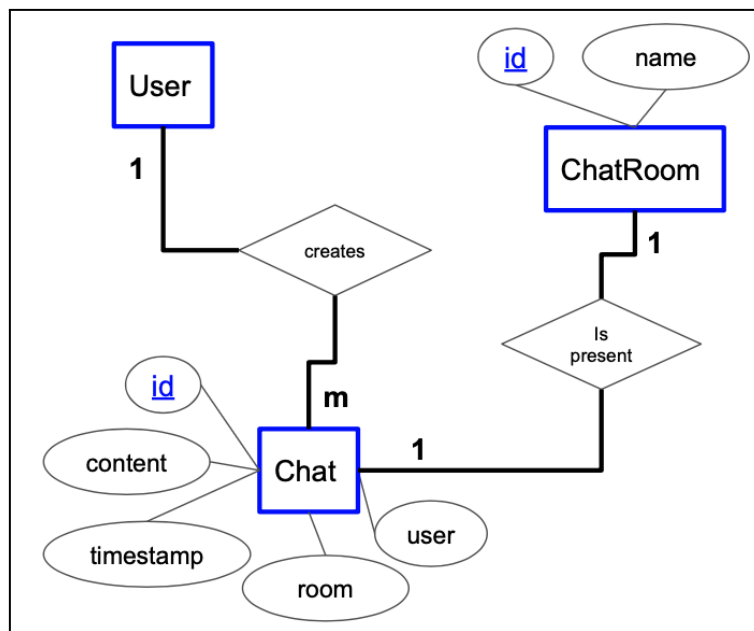 id
name
User
ChatRoom
1
1
creates
Is
present
id
m
content
1
Chat
user
timestamp
room